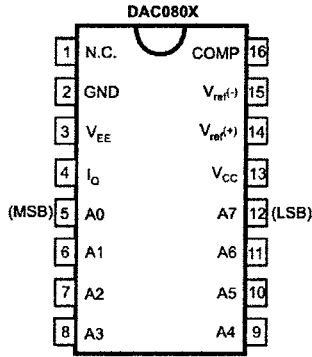 DAC080X
1 N.C. COMP 16
2 GND Vref(-) 15
3 VEE Vref(+) 14
4 IQ VCC 13
(MSB) 5 A0 A7 12 (LSB)
6 A1 A6 11
7 A2 A5 10
8 A3 A4 9